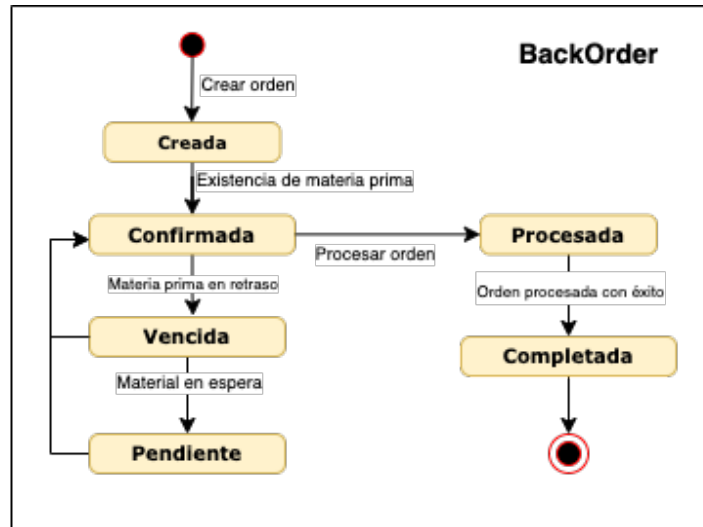 BackOrder
Crear orden
Creada
Existencia de materia prima
Confirmada
Procesar orden
Procesada
Materia prima en retraso
Orden procesada con éxito
Vencida
Completada
Material en espera
Pendiente